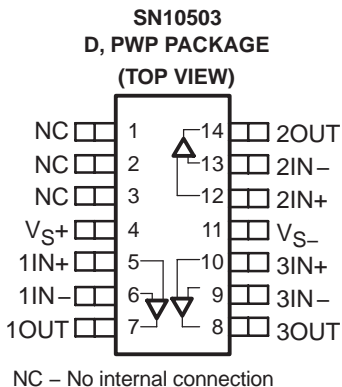 SN10503
D, PWP PACKAGE
(TOP VIEW)
NC 1 14 2OUT
NC 2 13 2IN−
NC 3 12 2IN+
VS+ 4 11 VS−
1IN+ 5 10 3IN+
1IN− 6 9 3IN−
1OUT 7 8 3OUT
NC − No internal connection